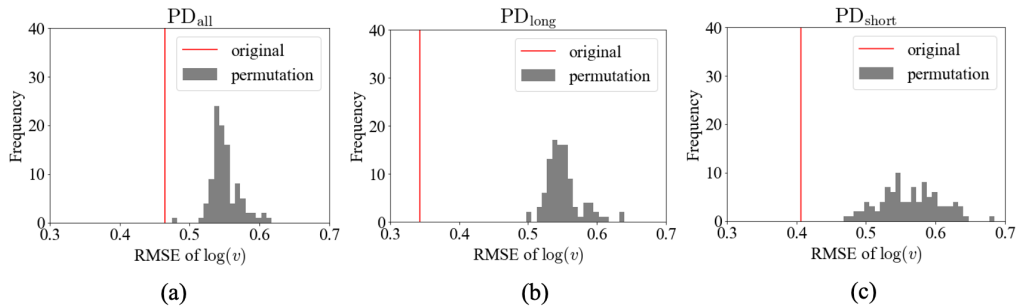 PD_all
original
permutation
40
30
20
10
0
Frequency
0.3 0.4 0.5 0.6 0.7
RMSE of log(v)
(a)
PD_long
original
permutation
40
30
20
10
0
Frequency
0.3 0.4 0.5 0.6 0.7
RMSE of log(v)
(b)
PD_short
original
permutation
40
30
20
10
0
Frequency
0.3 0.4 0.5 0.6 0.7
RMSE of log(v)
(c)